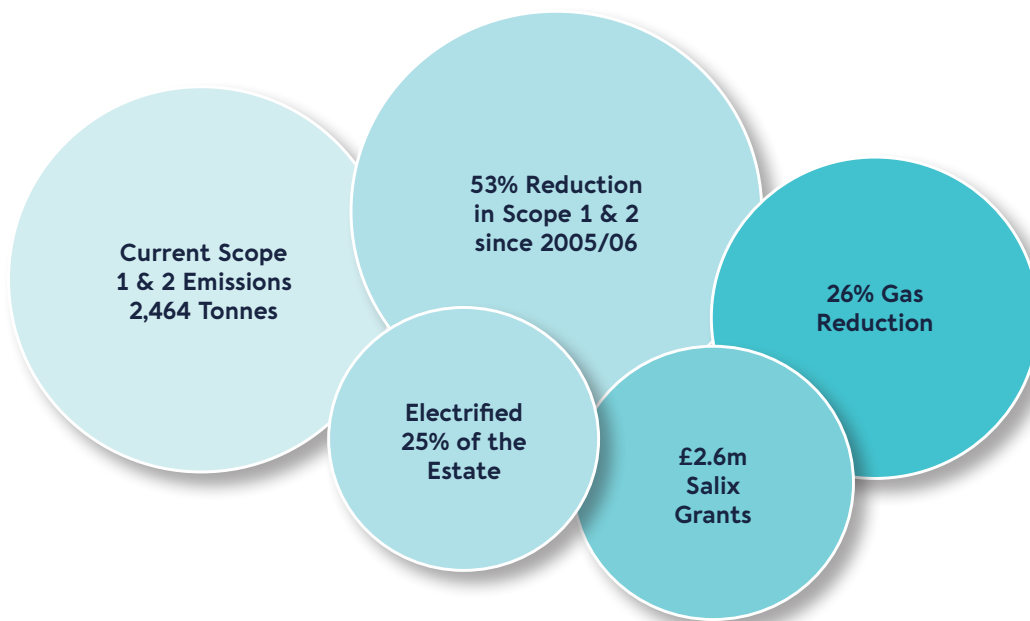 Current Scope
1 & 2 Emissions
2,464 Tonnes
53% Reduction
in Scope 1 & 2
since 2005/06
26% Gas
Reduction
Electrified
25% of the
Estate
£2.6m
Salix
Grants